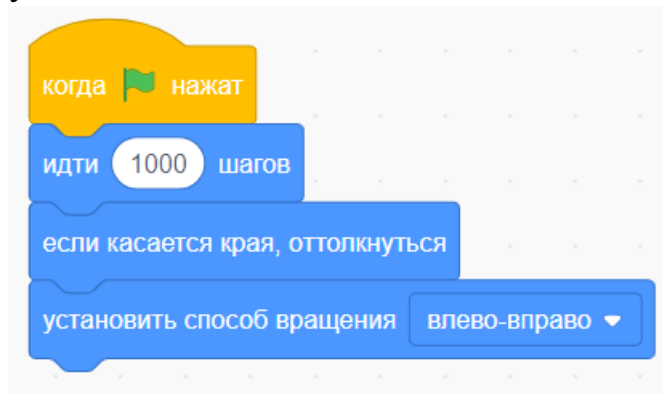 когда нажат
идти 1000 шагов
если касается края, оттолкнуться
установить способ вращения влево-вправо